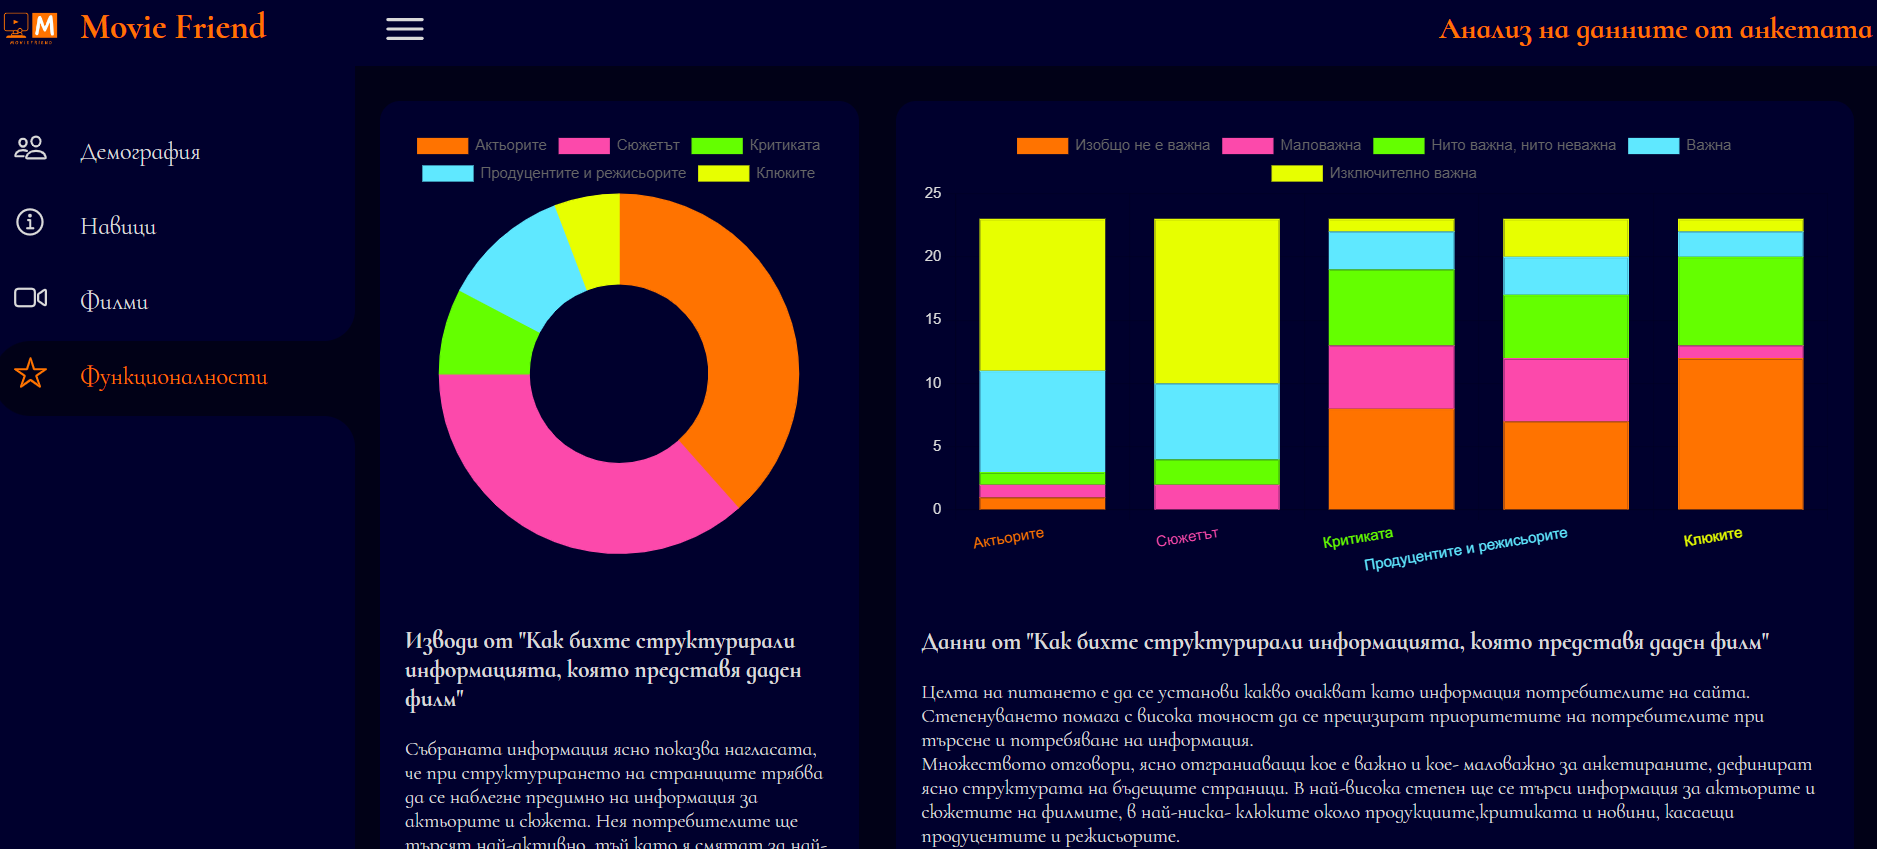 M
MOVIEFRIEND
Movie Friend
Анализ на данните от анкетата
Демография
Навици
Филми
Функционалности
Актьорите Сюжетът Критиката
Продуцентите и режисьорите Клюките
Изводи от "Как бихте структурирали
информацията, която представя даден
филм"
Събраната информация ясно показва нагласата,
че при структурирането на страниците трябва
да се наблегне предимно на информация за
актьорите и сюжета. Нея потребителите ще
търсят най-активно, тъй като я смятат за най-
Изобщо не е важна Маловажна Нито важна, нито неважна Важна
Изключително важна
25
20
15
10
5
0
Актьорите
Сюжетът
Критиката
Продуцентите и режисьорите
Клюките
Данни от "Как бихте структурирали информацията, която представя даден филм"
Целта на питането е да се установи какво очакват като информация потребителите на сайта.
Степенуването помага с висока точност да се прецизират приоритетите на потребителите при
търсене и потребяване на информация.
Множеството отговори, ясно отграниаващи кое е важно и кое- маловажно за анкетираните, дефинират
ясно структурата на бъдещите страници. В най-висока степен ще се търси информация за актьорите и
сюжетите на филмите, в най-ниска- клюките около продукциите,критиката и новини, касаещи
продуцентите и режисьорите.